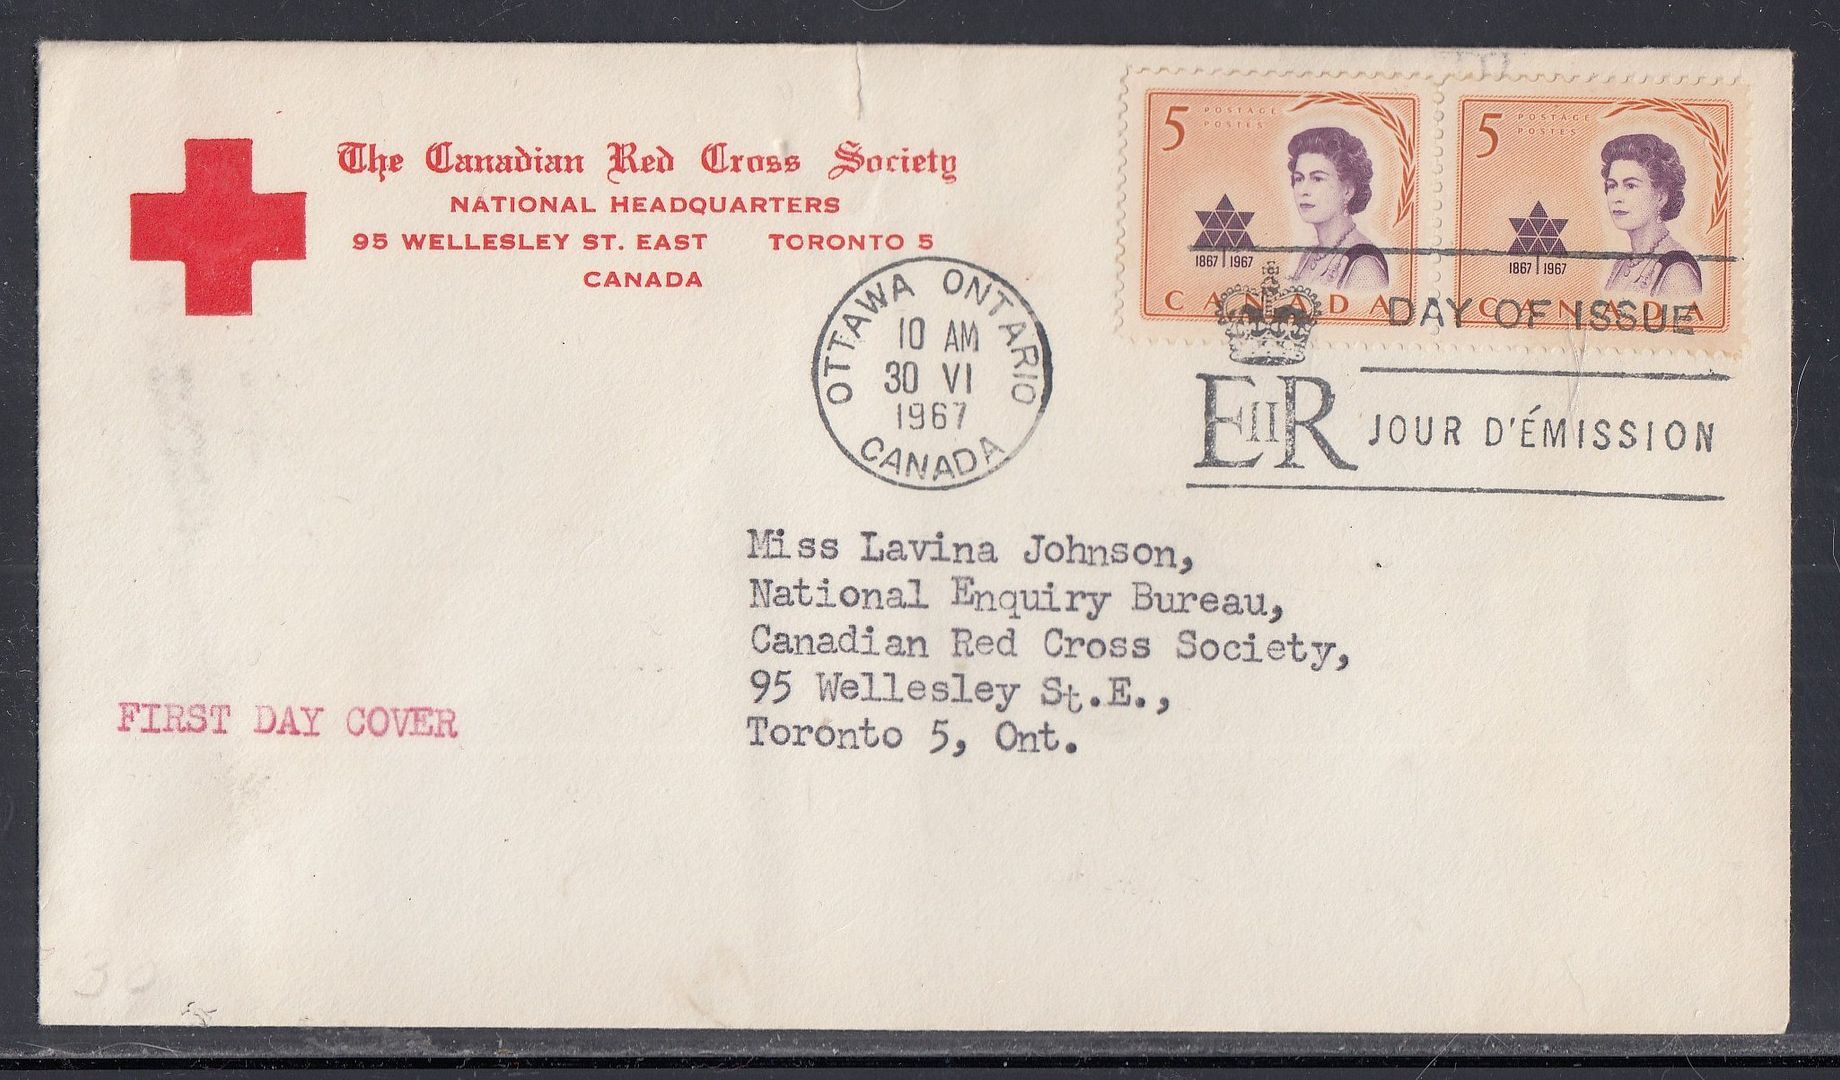 The Canadian Red Cross Society
NATIONAL HEADQUARTERS
95 WELLESLEY ST. EAST TORONTO 5
CANADA
5 POSTAGE
POSTES
1867 1967
CANADA
5 POSTAGE
POSTES
1867 1967
CANADA
OTTAWA ONTARIO
10 AM
30 VI
1967
CANADA
DAY OF ISSUE
EIIR JOUR D'ÉMISSION
Miss Lavina Johnson,
National Enquiry Bureau,
Canadian Red Cross Society,
95 Wellesley St.E.,
Toronto 5, Ont.
FIRST DAY COVER
30